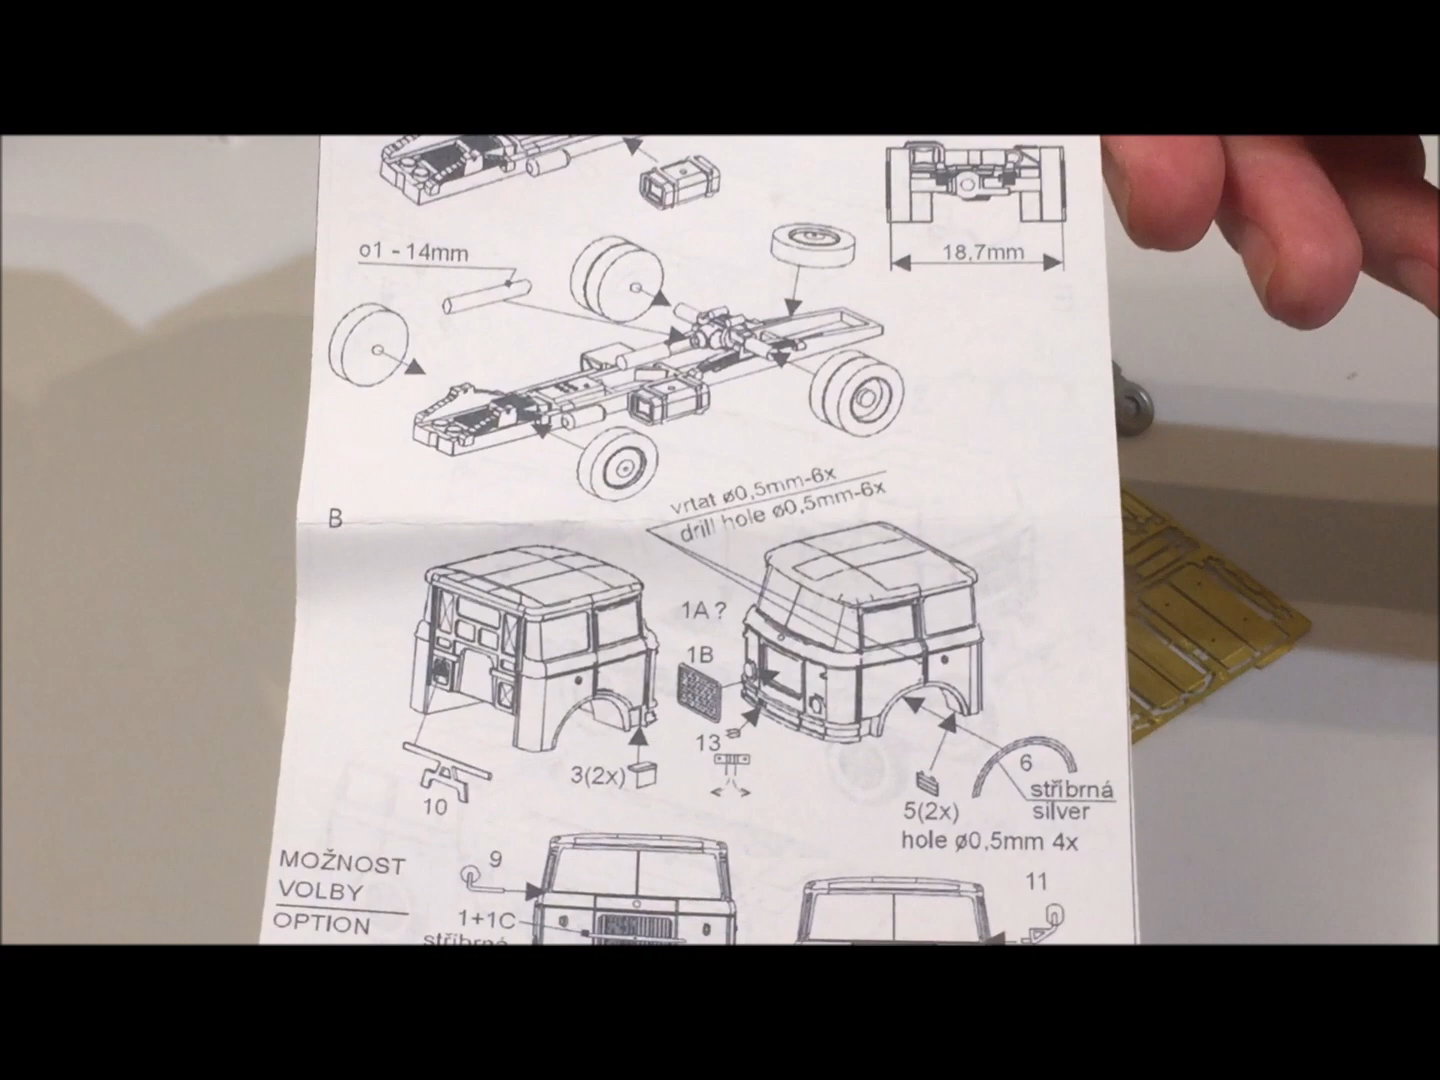 18,7mm
o1 - 14mm
B
vrtat ø0,5mm-6x
drill hole ø0,5mm-6x
1A ?
1B
13
3(2x)
10
6
stříbrná
silver
5(2x)
hole ø0,5mm 4x
MOŽNOST
VOLBY
OPTION
9
11
1+1C
stříbrná